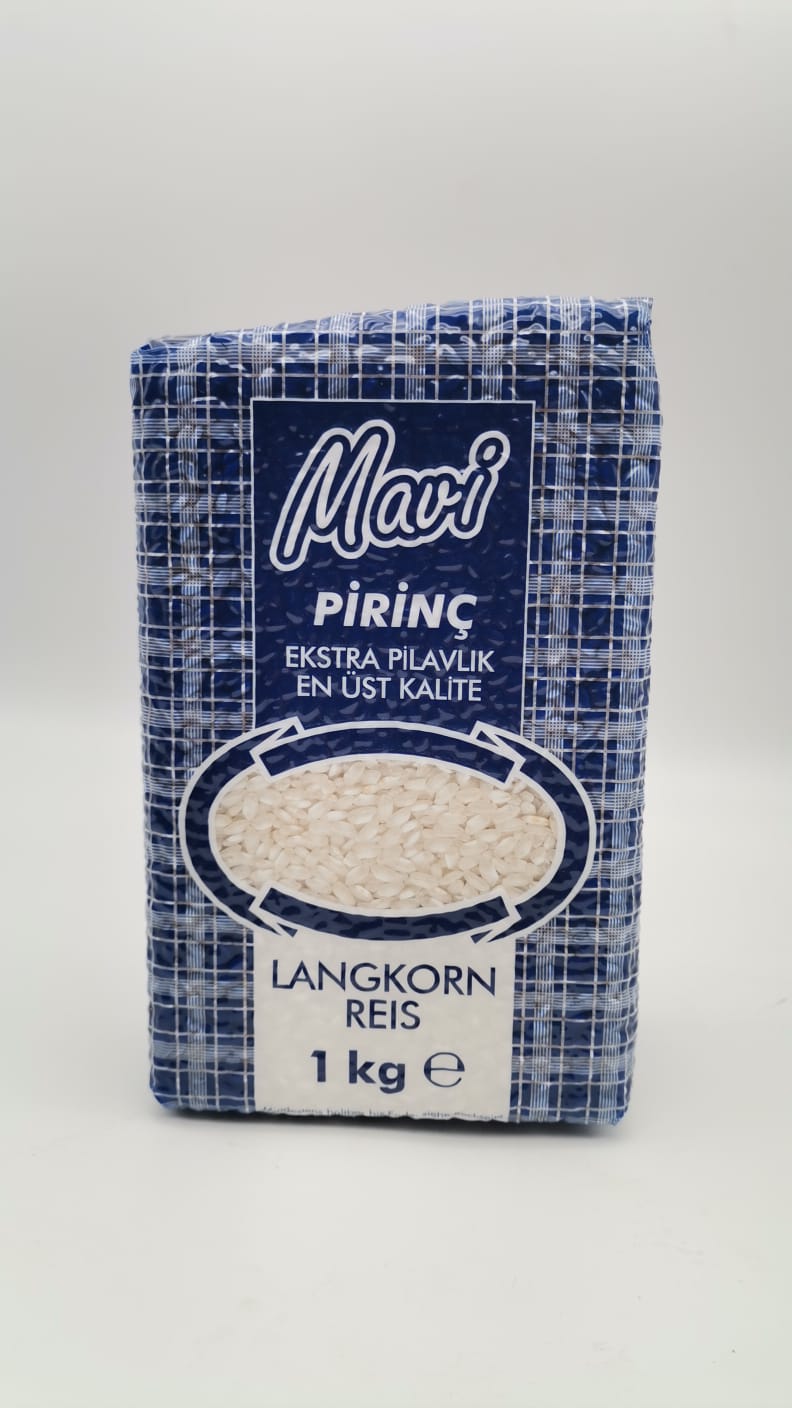 Mavi
PİRİNÇ
EKSTRA PİLAVLIK
EN ÜST KALİTE
LANGKORN
REIS
1 kg ℮